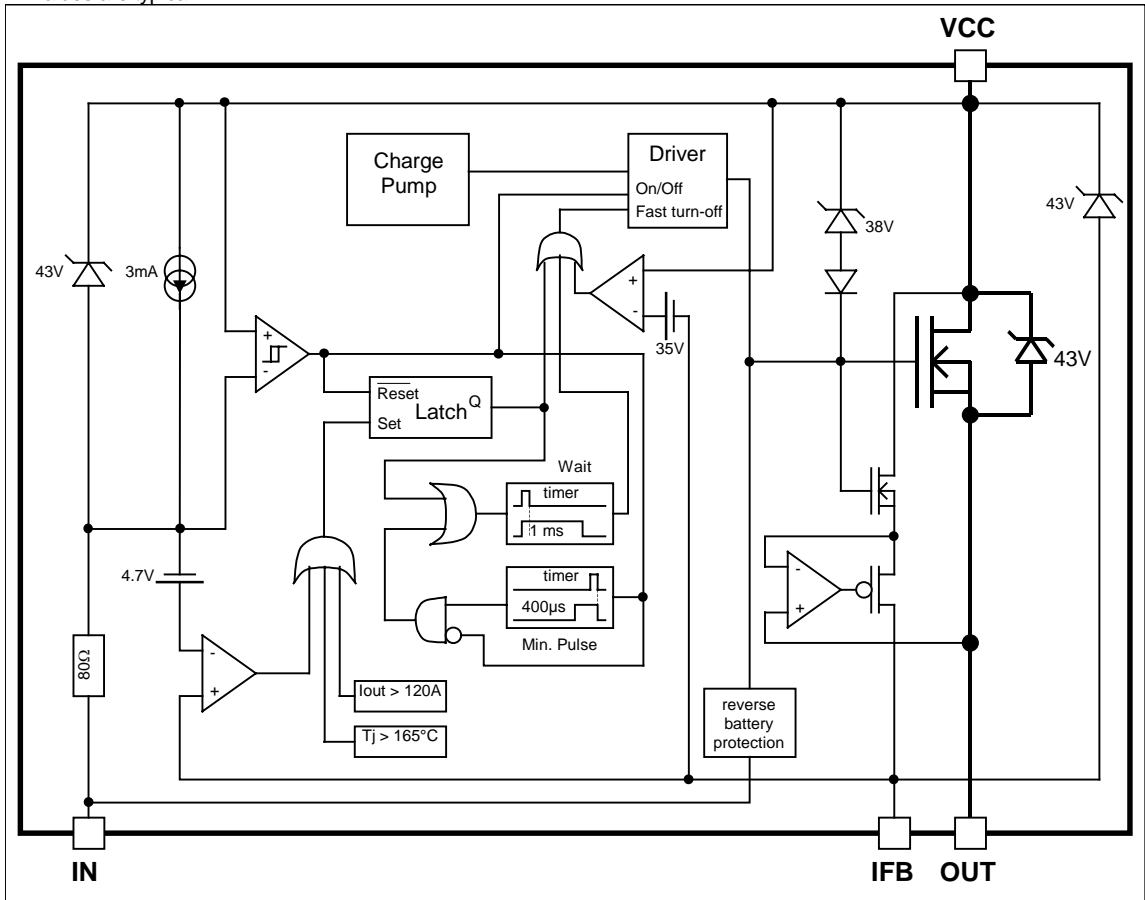 VCC
Charge
Pump
Driver
On/Off
Fast turn-off
43V
3mA
38V
43V
+
-
35V
+
-
43V
Reset
Latch
Q
Set
Wait
timer
1 ms
4.7V
timer
400µs
Min. Pulse
-
+
80Ω
-
+
Iout > 120A
Tj > 165°C
reverse
battery
protection
IN
IFB
OUT